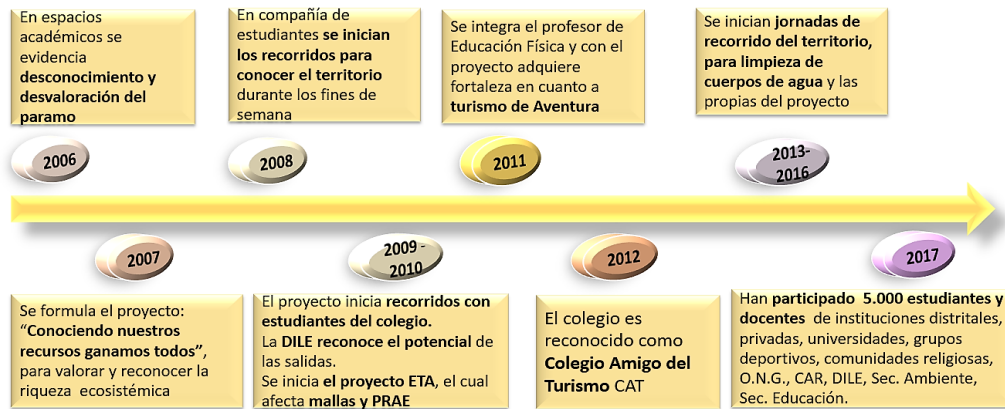 En espacios
académicos se
evidencia
desconocimiento y
desvaloración del
paramo
En compañía de
estudiantes se inician
los recorridos para
conocer el territorio
durante los fines de
semana
Se integra el profesor de
Educación Física y con el
proyecto adquiere
fortaleza en cuanto a
turismo de Aventura
Se inician jornadas de
recorrido del territorio,
para limpieza de
cuerpos de agua y las
propias del proyecto
2006
2008
2011
2013-
2016
2007
2009 -
2010
2012
2017
Se formula el proyecto:
“Conociendo nuestros
recursos ganamos todos”,
para valorar y reconocer la
riqueza ecosistémica
El proyecto inicia recorridos con
estudiantes del colegio.
La DILE reconoce el potencial de
las salidas.
Se inicia el proyecto ETA, el cual
afecta mallas y PRAE
El colegio es
reconocido como
Colegio Amigo del
Turismo CAT
Han participado 5.000 estudiantes y
docentes de instituciones distritales,
privadas, universidades, grupos
deportivos, comunidades religiosas,
O.N.G., CAR, DILE, Sec. Ambiente,
Sec. Educación.